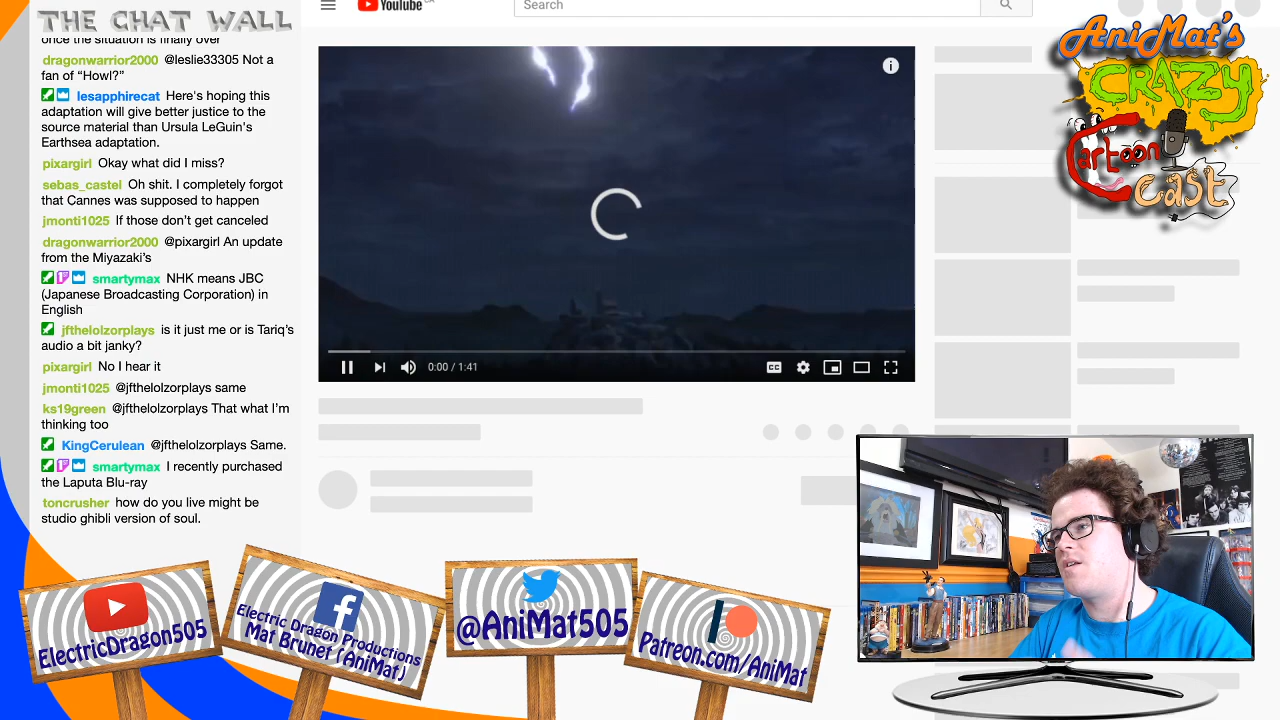 THE CHAT WALL
once the situation is finally over
dragonwarrior2000 @leslie33305 Not a
fan of “Howl?”
lesapphirecat Here's hoping this
adaptation will give better justice to the
source material than Ursula LeGuin's
Earthsea adaptation.
pixargirl Okay what did I miss?
sebas_castel Oh shit. I completely forgot
that Cannes was supposed to happen
jmonti1025 If those don’t get canceled
dragonwarrior2000 @pixargirl An update
from the Miyazaki’s
smartymax NHK means JBC
(Japanese Broadcasting Corporation) in
English
jfthelolzorplays is it just me or is Tariq’s
audio a bit janky?
pixargirl No I hear it
jmonti1025 @jfthelolzorplays same
ks19green @jfthelolzorplays That what I’m
thinking too
KingCerulean @jfthelolzorplays Same.
smartymax I recently purchased
the Laputa Blu-ray
toncrusher how do you live might be
studio ghibli version of soul.
YouTube
Search
0:00 / 1:41
CC
AniMat's
CRAZY
Cartoon
Cast
ElectricDragon505
Electric Dragon Productions
Mat Brunet (AniMat)
@AniMat505
Patreon.com/AniMat